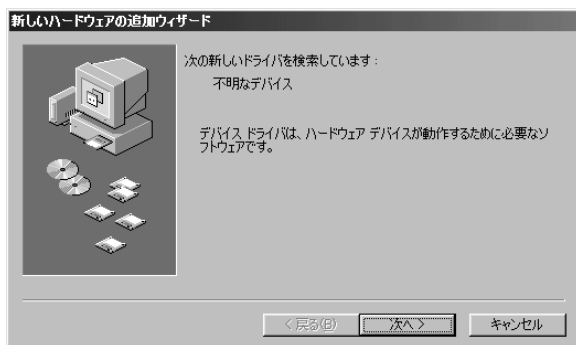 新しいハードウェアの追加ウィザード
次の新しいドライバを検索しています：
不明なデバイス
デバイス ドライバは、ハードウェア デバイスが動作するために必要なソ
フトウェアです。
< 戻る(B)
次へ >
キャンセル